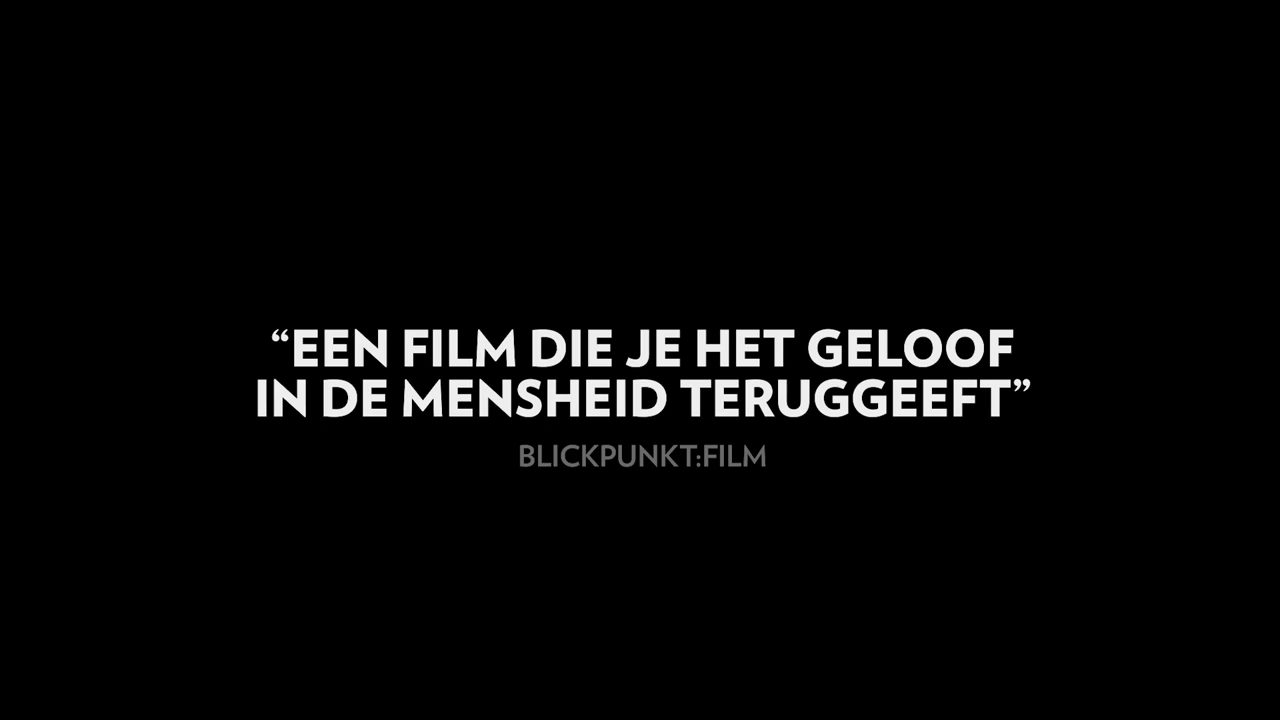 “EEN FILM DIE JE HET GELOOF
IN DE MENSHEID TERUGGEEFT”
BLICKPUNKT:FILM